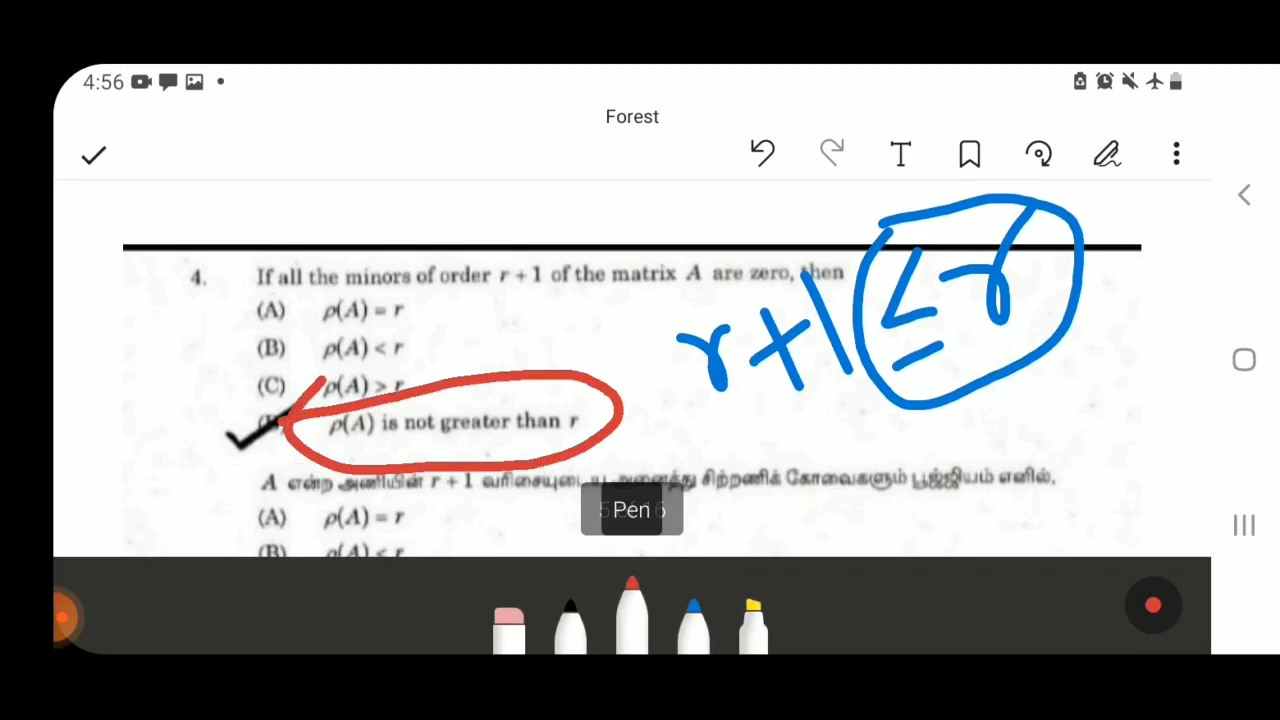 4:56
Forest
T
4. If all the minors of order r + 1 of the matrix A are zero, then
(A) ρ(A) = r
(B) ρ(A) < r
(C) ρ(A) > r
ρ(A) is not greater than r
r+1 ≤ r
A என்ற அணியின் r + 1 வரிசையுடைய அனைத்து சிற்றணிக் கோவைகளும் பூஜ்ஜியம் எனில்,
Pen
(A) ρ(A) = r
(B) ρ(A) < r